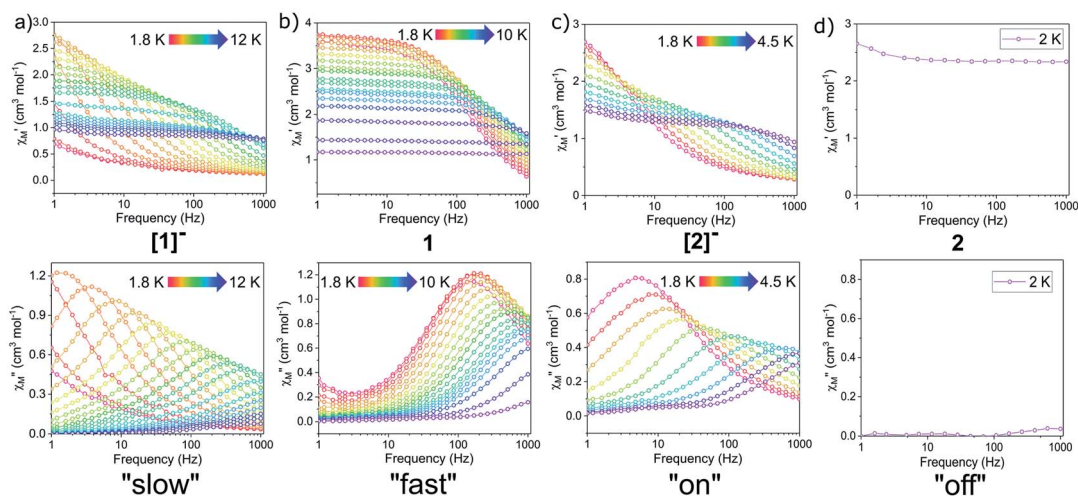 a)
1.8 K 12 K
χM' (cm³ mol⁻¹)
3.0
2.5
2.0
1.5
1.0
0.5
0.0
1 10 100 1000
Frequency (Hz)
[1]⁻
b)
1.8 K 10 K
χM' (cm³ mol⁻¹)
4
3
2
1
1 10 100 1000
Frequency (Hz)
1
c)
1.8 K 4.5 K
χM' (cm³ mol⁻¹)
3
2
1
0
1 10 100 1000
Frequency (Hz)
[2]⁻
d)
2 K
χM' (cm³ mol⁻¹)
3
2
1
0
1 10 100 1000
Frequency (Hz)
2
1.8 K 12 K
χM'' (cm³ mol⁻¹)
1.2
0.9
0.6
0.3
0.0
1 10 100 1000
Frequency (Hz)
"slow"
1.8 K 10 K
χM'' (cm³ mol⁻¹)
1.2
1.0
0.8
0.6
0.4
0.2
0.0
1 10 100 1000
Frequency (Hz)
"fast"
1.8 K 4.5 K
χM'' (cm³ mol⁻¹)
0.8
0.6
0.4
0.2
0.0
1 10 100 1000
Frequency (Hz)
"on"
2 K
χM'' (cm³ mol⁻¹)
0.8
0.6
0.4
0.2
0.0
1 10 100 1000
Frequency (Hz)
"off"